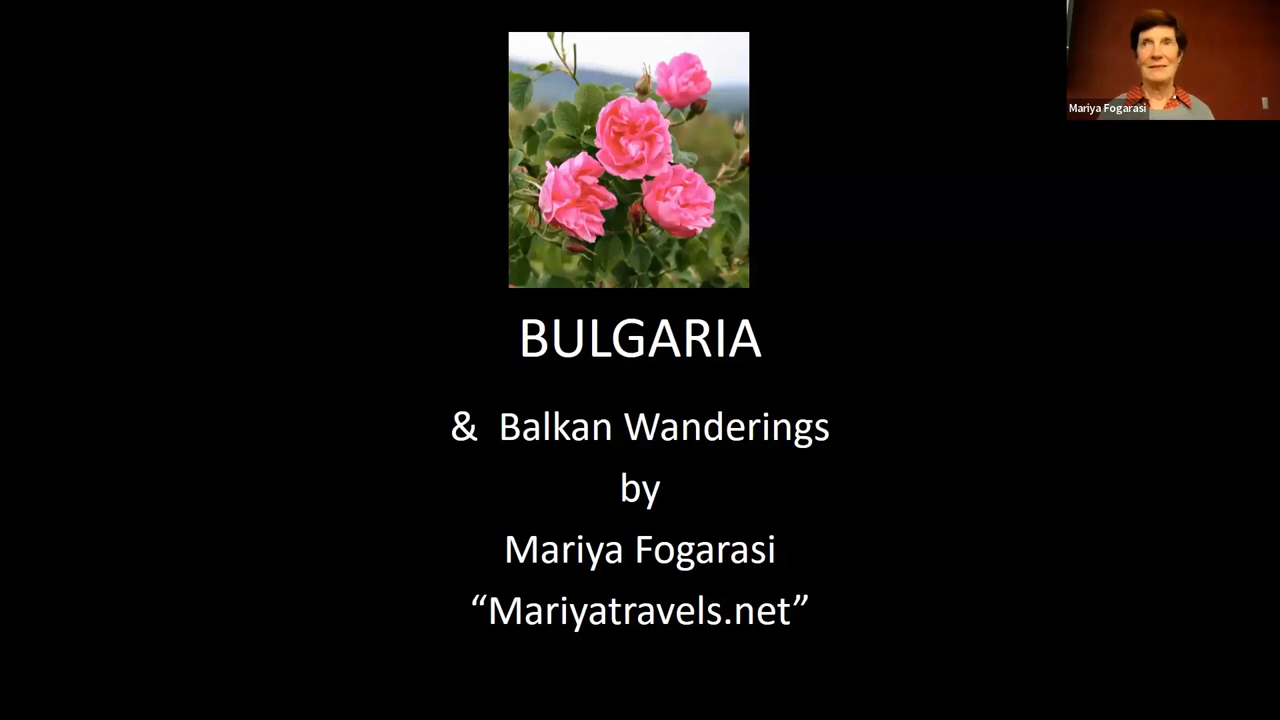 Mariya Fogarasi
BULGARIA
& Balkan Wanderings
by
Mariya Fogarasi
“Mariyatravels.net”